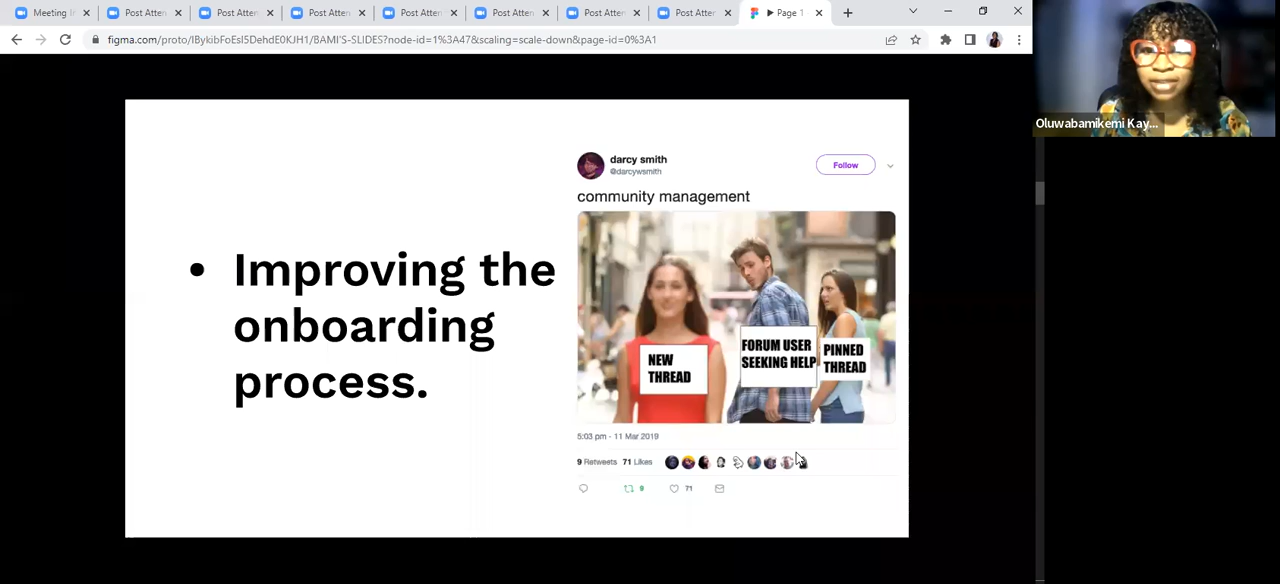 Meeting I
Post Atten
Post Atten
Post Atten
Post Atten
Post Atten
Post Atten
Post Atten
Page 1
figma.com/proto/IBykibFoEsI5DehdE0KJH1/BAMI'S-SLIDES?node-id=1%3A47&scaling=scale-down&page-id=0%3A1
Oluwabamikemi Kay...
• Improving the
onboarding
process.
darcy smith
@darcywsmith
Follow
community management
NEW
THREAD
FORUM USER
SEEKING HELP
PINNED
THREAD
5:03 pm - 11 Mar 2019
9 Retweets 71 Likes
9 71